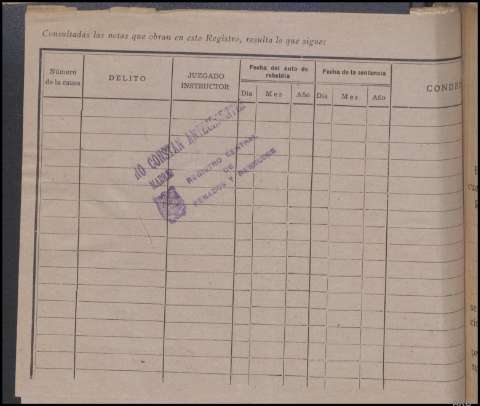 Consultadas las notas que obran en este Registro, resulta lo que sigue:
Número
de la causa
DELITO
JUZGADO
INSTRUCTOR
Fecha del auto de
rebeldía
Día Mes Año
Fecha de la sentencia
Día Mes Año
CONDE
NO CONSTAN ANTECEDENTES
MADRID
REGISTRO CENTRAL
DE
PENADOS Y REBELDES